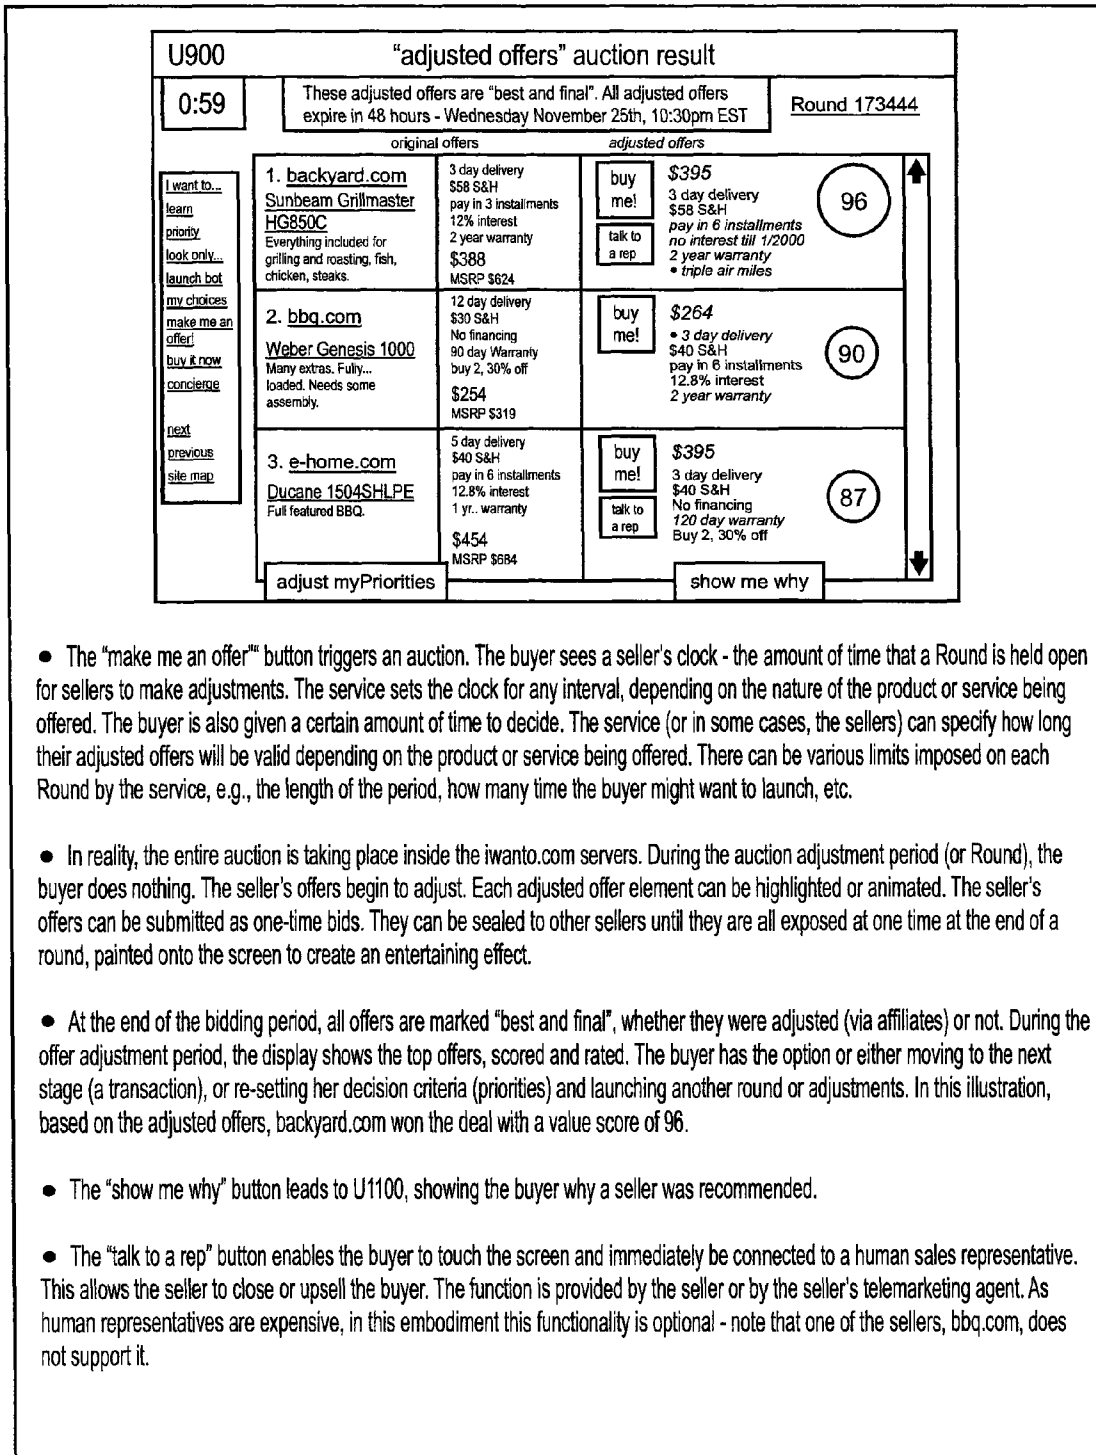 U900
"adjusted offers" auction result
0:59
These adjusted offers are "best and final". All adjusted offers
expire in 48 hours - Wednesday November 25th, 10:30pm EST
Round 173444
original offers
adjusted offers
I want to...
learn
priority
look only...
launch bot
my choices
make me an
offer!
buy it now
concierge
next
previous
site map
1. backyard.com
Sunbeam Grillmaster
HG850C
Everything included for
grilling and roasting, fish,
chicken, steaks.
3 day delivery
$58 S&H
pay in 3 installments
12% interest
2 year warranty
$388
MSRP $624
buy
me!
talk to
a rep
$395
3 day delivery
$58 S&H
pay in 6 installments
no interest till 1/2000
2 year warranty
• triple air miles
96
2. bbq.com
Weber Genesis 1000
Many extras. Fully...
loaded. Needs some
assembly.
12 day delivery
$30 S&H
No financing
90 day Warranty
buy 2, 30% off
$254
MSRP $319
buy
me!
$264
• 3 day delivery
$40 S&H
pay in 6 installments
12.8% interest
2 year warranty
90
3. e-home.com
Ducane 1504SHLPE
Full featured BBQ.
5 day delivery
$40 S&H
pay in 6 installments
12.8% interest
1 yr.. warranty
$454
MSRP $684
buy
me!
talk to
a rep
$395
3 day delivery
$40 S&H
No financing
120 day warranty
Buy 2, 30% off
87
adjust myPriorities
show me why
• The "make me an offer"" button triggers an auction. The buyer sees a seller's clock - the amount of time that a Round is held open
for sellers to make adjustments. The service sets the clock for any interval, depending on the nature of the product or service being
offered. The buyer is also given a certain amount of time to decide. The service (or in some cases, the sellers) can specify how long
their adjusted offers will be valid depending on the product or service being offered. There can be various limits imposed on each
Round by the service, e.g., the length of the period, how many time the buyer might want to launch, etc.
• In reality, the entire auction is taking place inside the iwanto.com servers. During the auction adjustment period (or Round), the
buyer does nothing. The seller's offers begin to adjust. Each adjusted offer element can be highlighted or animated. The seller's
offers can be submitted as one-time bids. They can be sealed to other sellers until they are all exposed at one time at the end of a
round, painted onto the screen to create an entertaining effect.
• At the end of the bidding period, all offers are marked "best and final", whether they were adjusted (via affiliates) or not. During the
offer adjustment period, the display shows the top offers, scored and rated. The buyer has the option or either moving to the next
stage (a transaction), or re-setting her decision criteria (priorities) and launching another round or adjustments. In this illustration,
based on the adjusted offers, backyard.com won the deal with a value score of 96.
• The "show me why" button leads to U1100, showing the buyer why a seller was recommended.
• The "talk to a rep" button enables the buyer to touch the screen and immediately be connected to a human sales representative.
This allows the seller to close or upsell the buyer. The function is provided by the seller or by the seller's telemarketing agent. As
human representatives are expensive, in this embodiment this functionality is optional - note that one of the sellers, bbq.com, does
not support it.